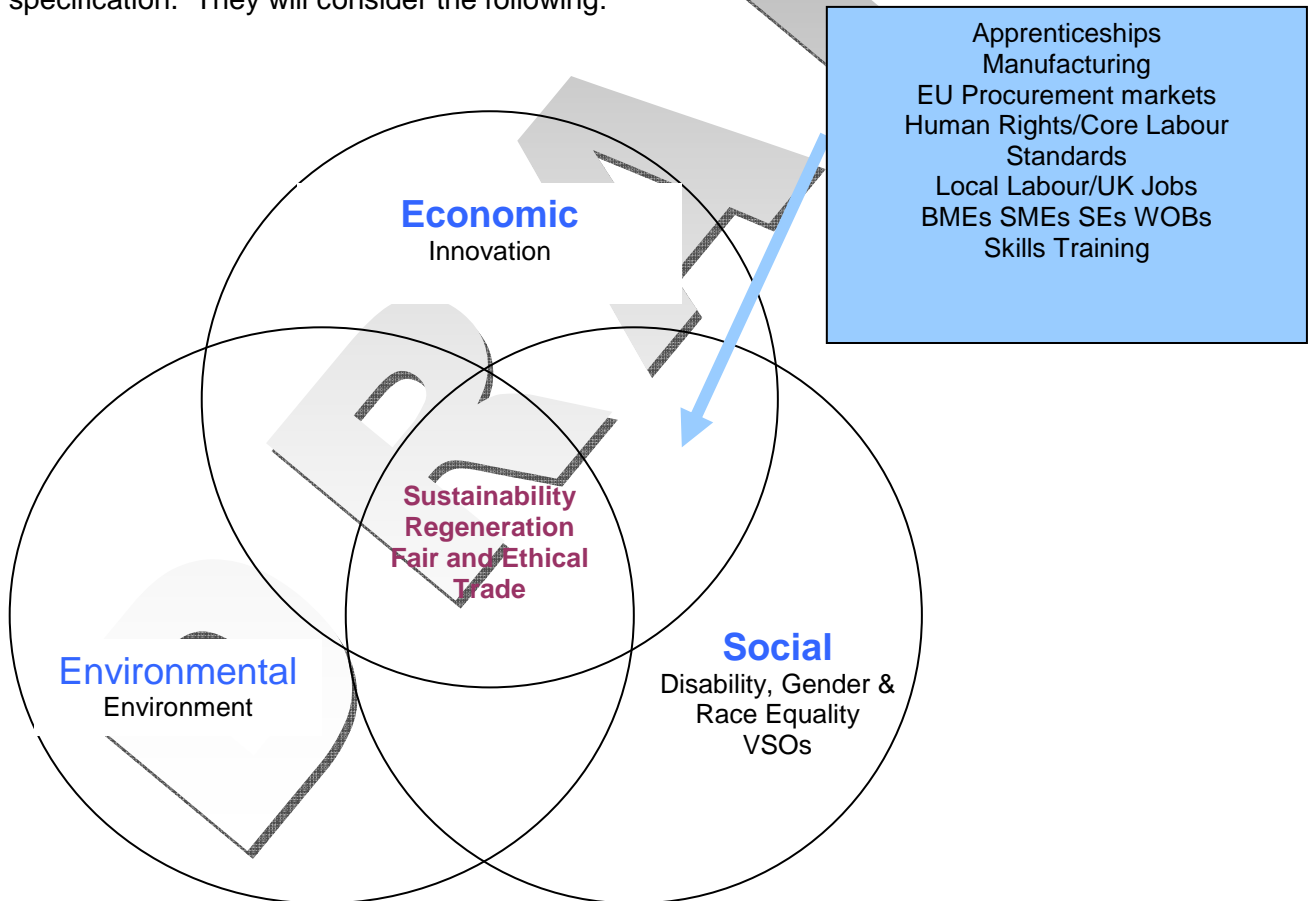 specification. They will consider the following:
Apprenticeships
Manufacturing
EU Procurement markets
Human Rights/Core Labour
Standards
Local Labour/UK Jobs
BMEs SMEs SEs WOBs
Skills Training
Economic
Innovation
Sustainability
Regeneration
Fair and Ethical
Trade
Environmental
Environment
Social
Disability, Gender &
Race Equality
VSOs